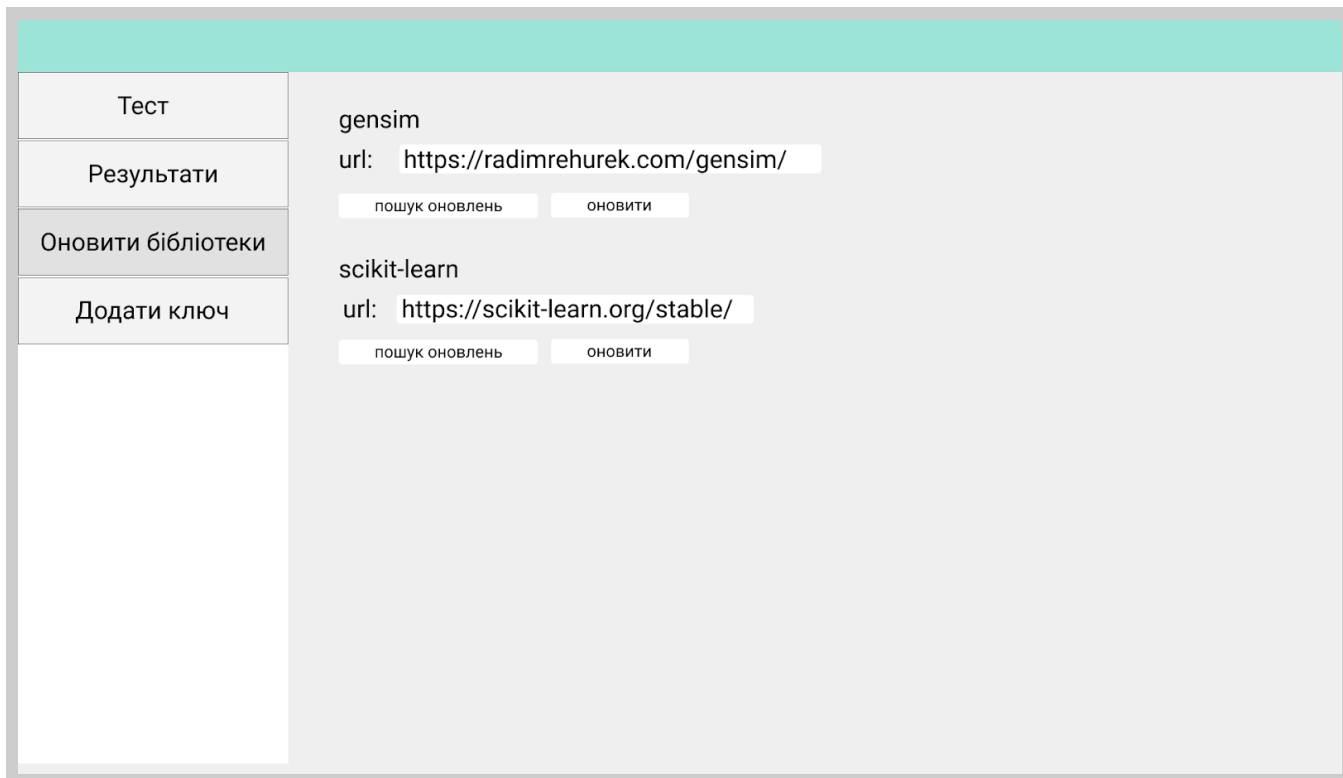 Тест
Результати
Оновити бібліотеки
Додати ключ
gensim
url: https://radimrehurek.com/gensim/
пошук оновлень оновити
scikit-learn
url: https://scikit-learn.org/stable/
пошук оновлень оновити